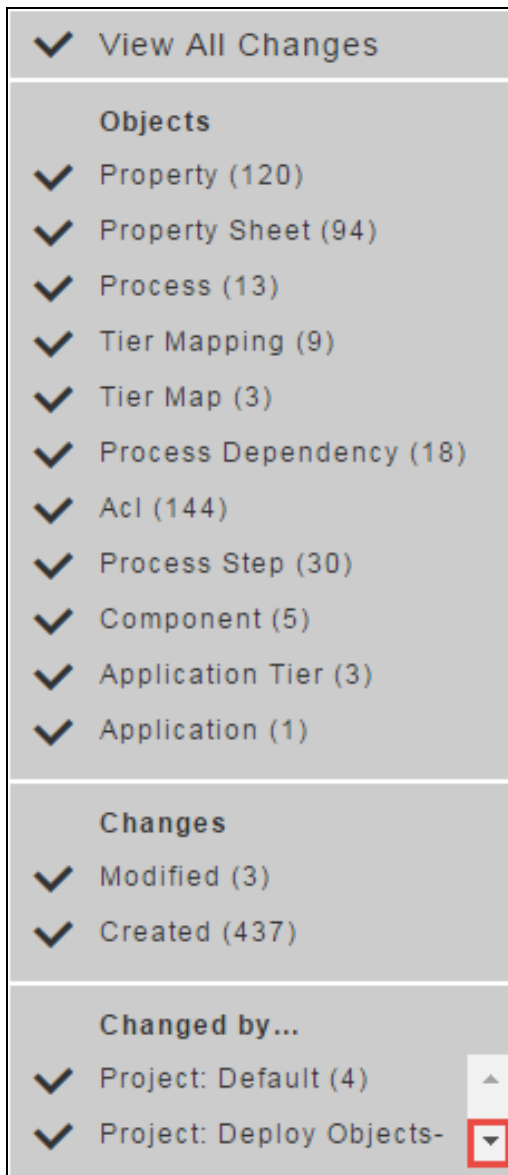 View All Changes
Objects
Property (120)
Property Sheet (94)
Process (13)
Tier Mapping (9)
Tier Map (3)
Process Dependency (18)
Acl (144)
Process Step (30)
Component (5)
Application Tier (3)
Application (1)
Changes
Modified (3)
Created (437)
Changed by...
Project: Default (4)
Project: Deploy Objects-